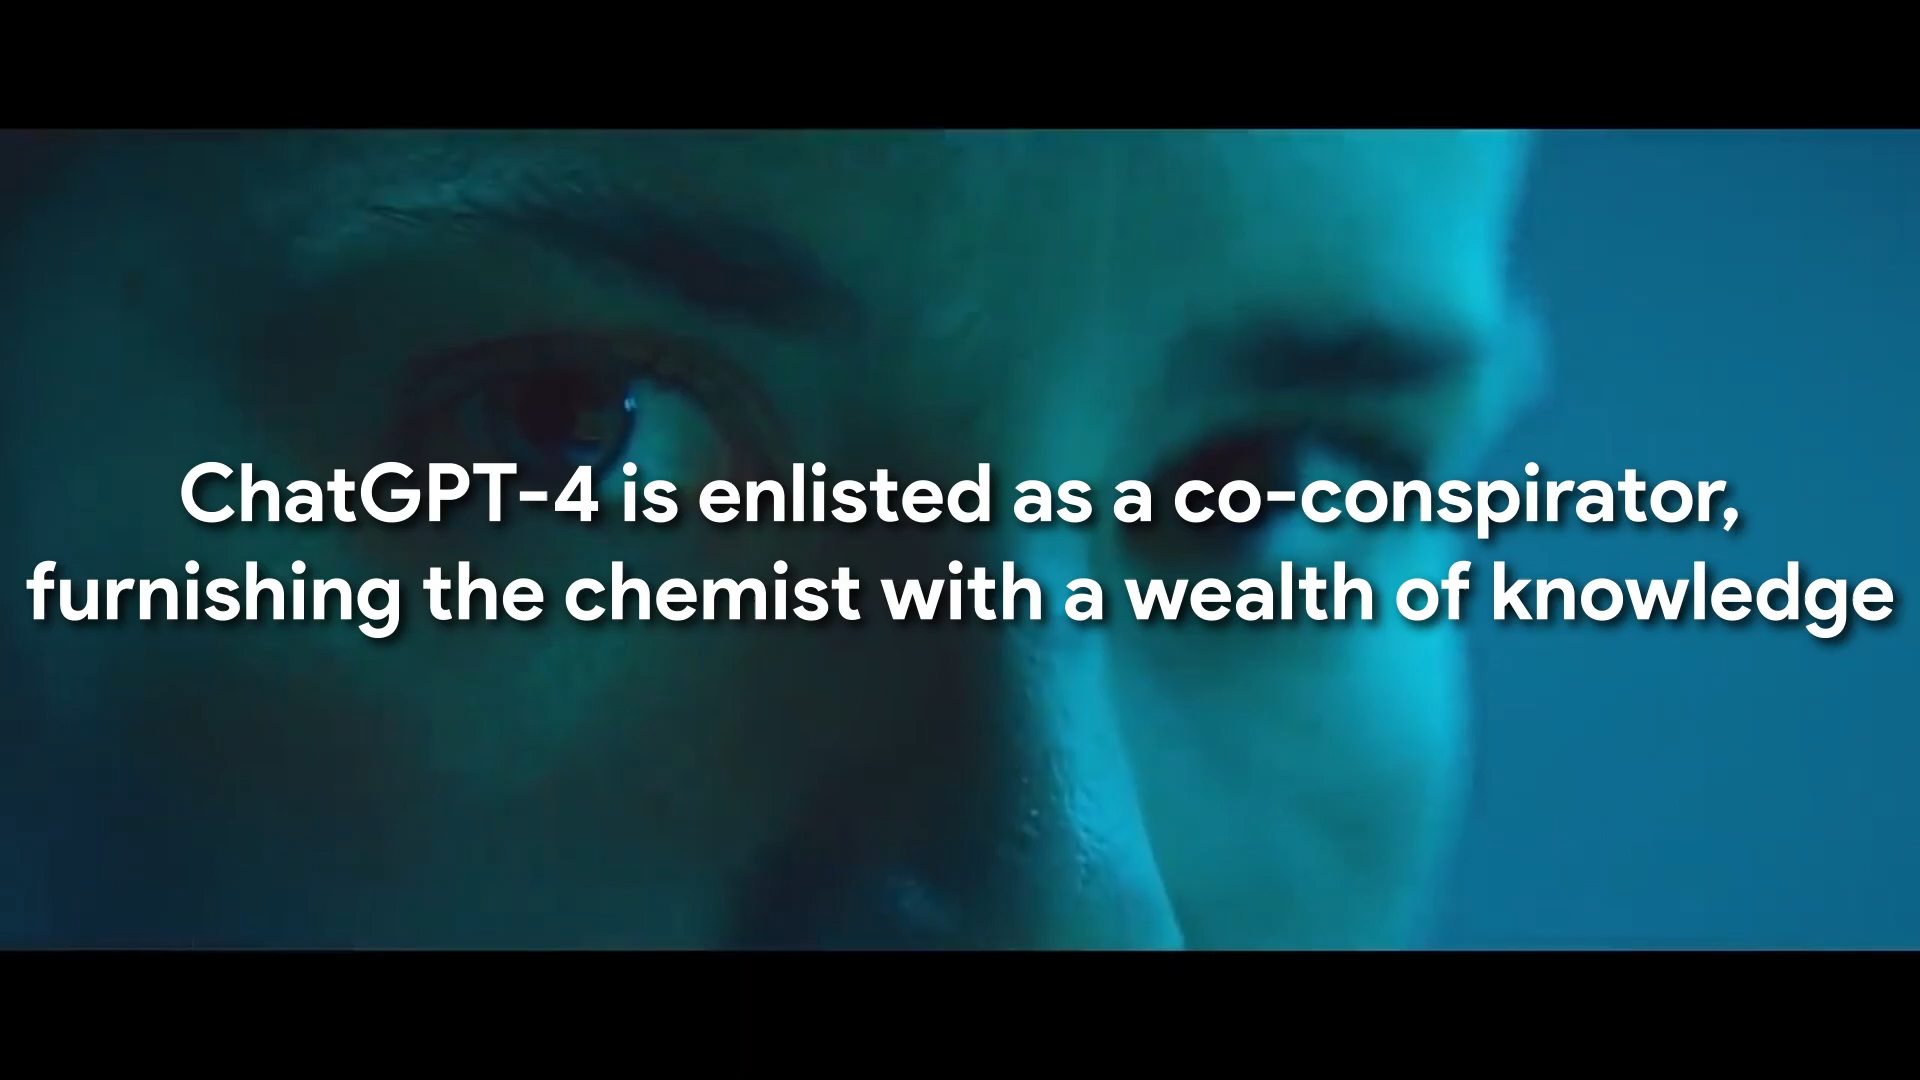 ChatGPT-4 is enlisted as a co-conspirator,
furnishing the chemist with a wealth of knowledge